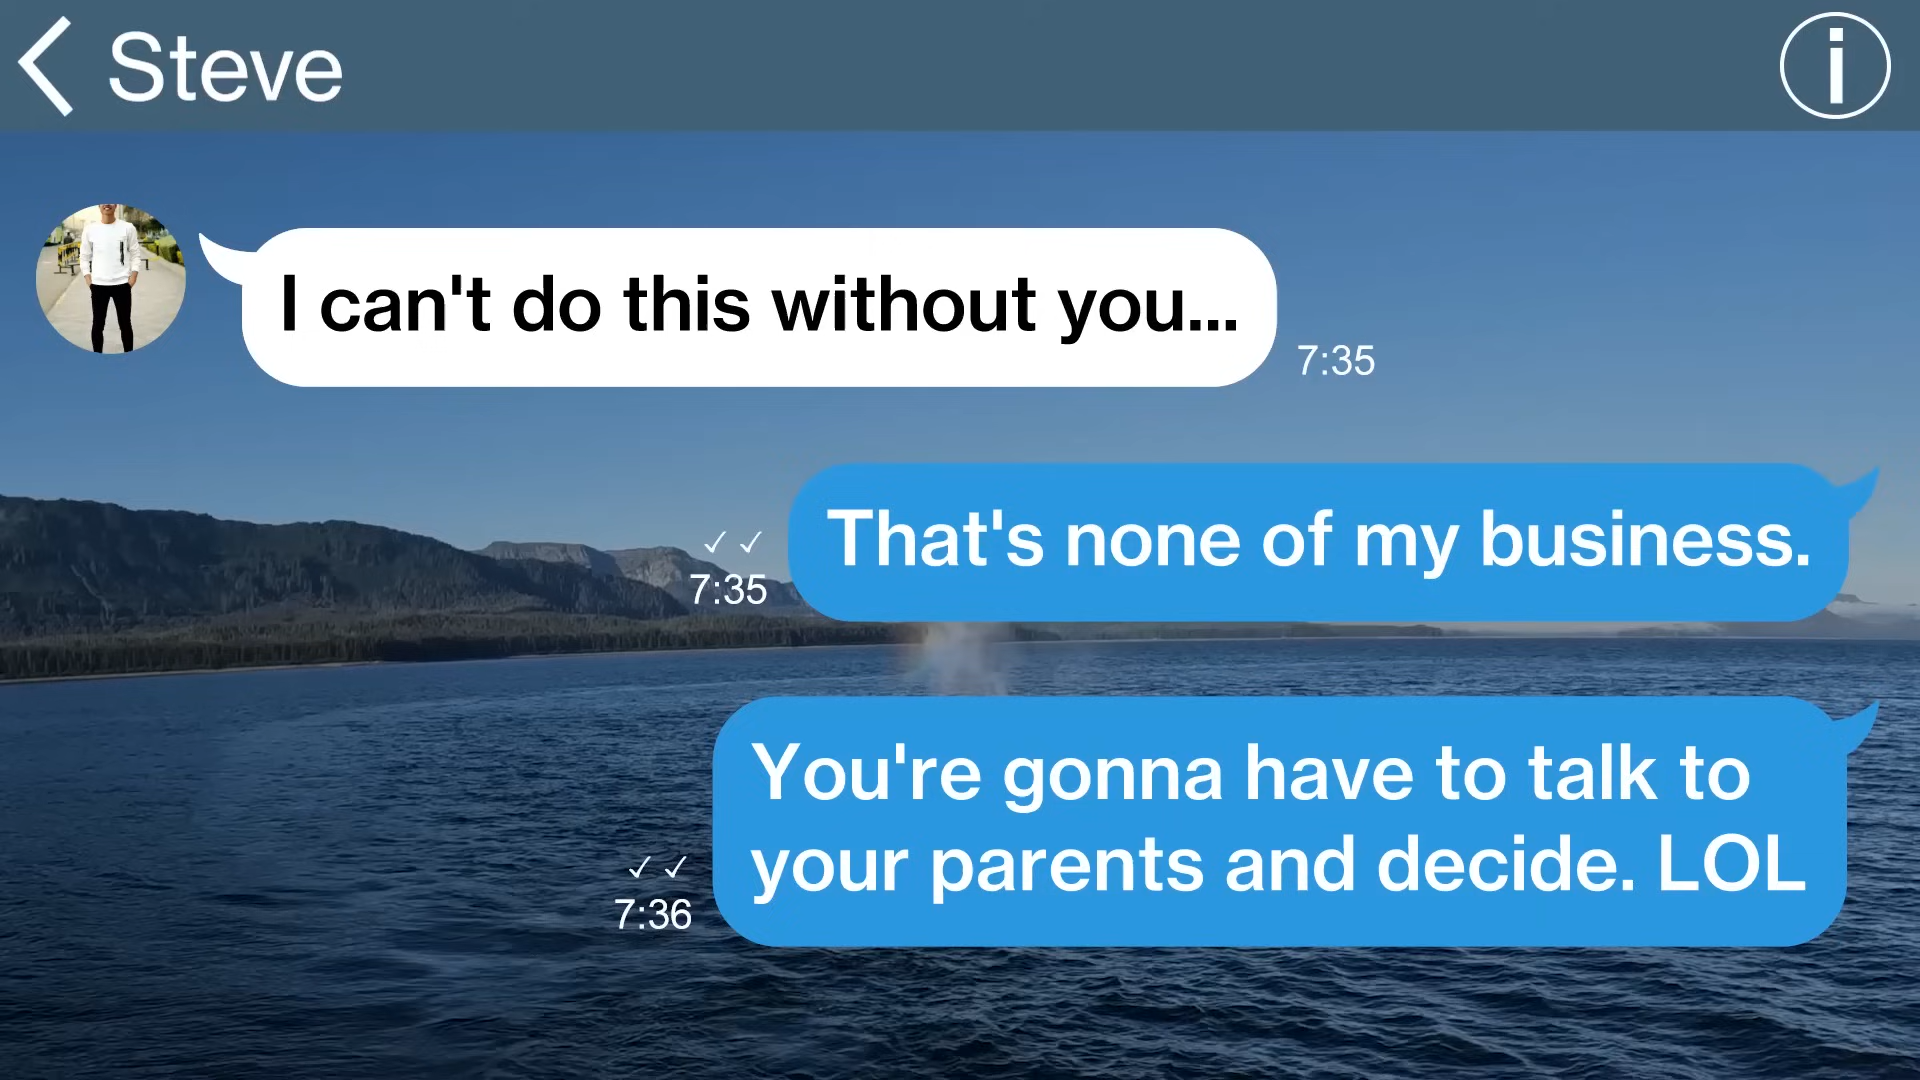 Steve
I can't do this without you...
7:35
That's none of my business.
7:35
You're gonna have to talk to
your parents and decide. LOL
7:36